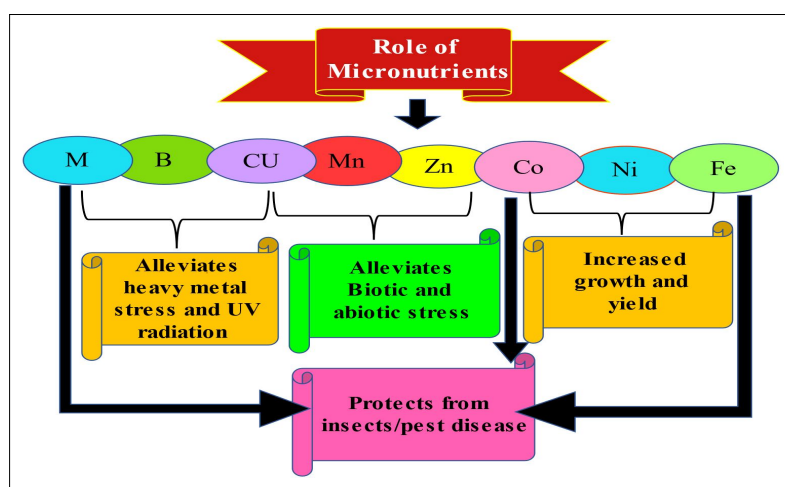 Role of
Micronutrients
M
B
CU
Mn
Zn
Co
Ni
Fe
Alleviates
heavy metal
stress and UV
radiation
Alleviates
Biotic and
abiotic stress
Increased
growth and
yield
Protects from
insects/pest disease